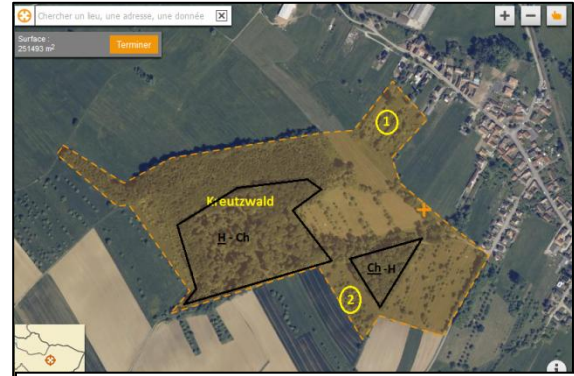 Chercher un lieu, une adresse, une donnée
Surface :
251493 m²
Terminer
1
Kreutzwald
H - Ch
Ch -H
2